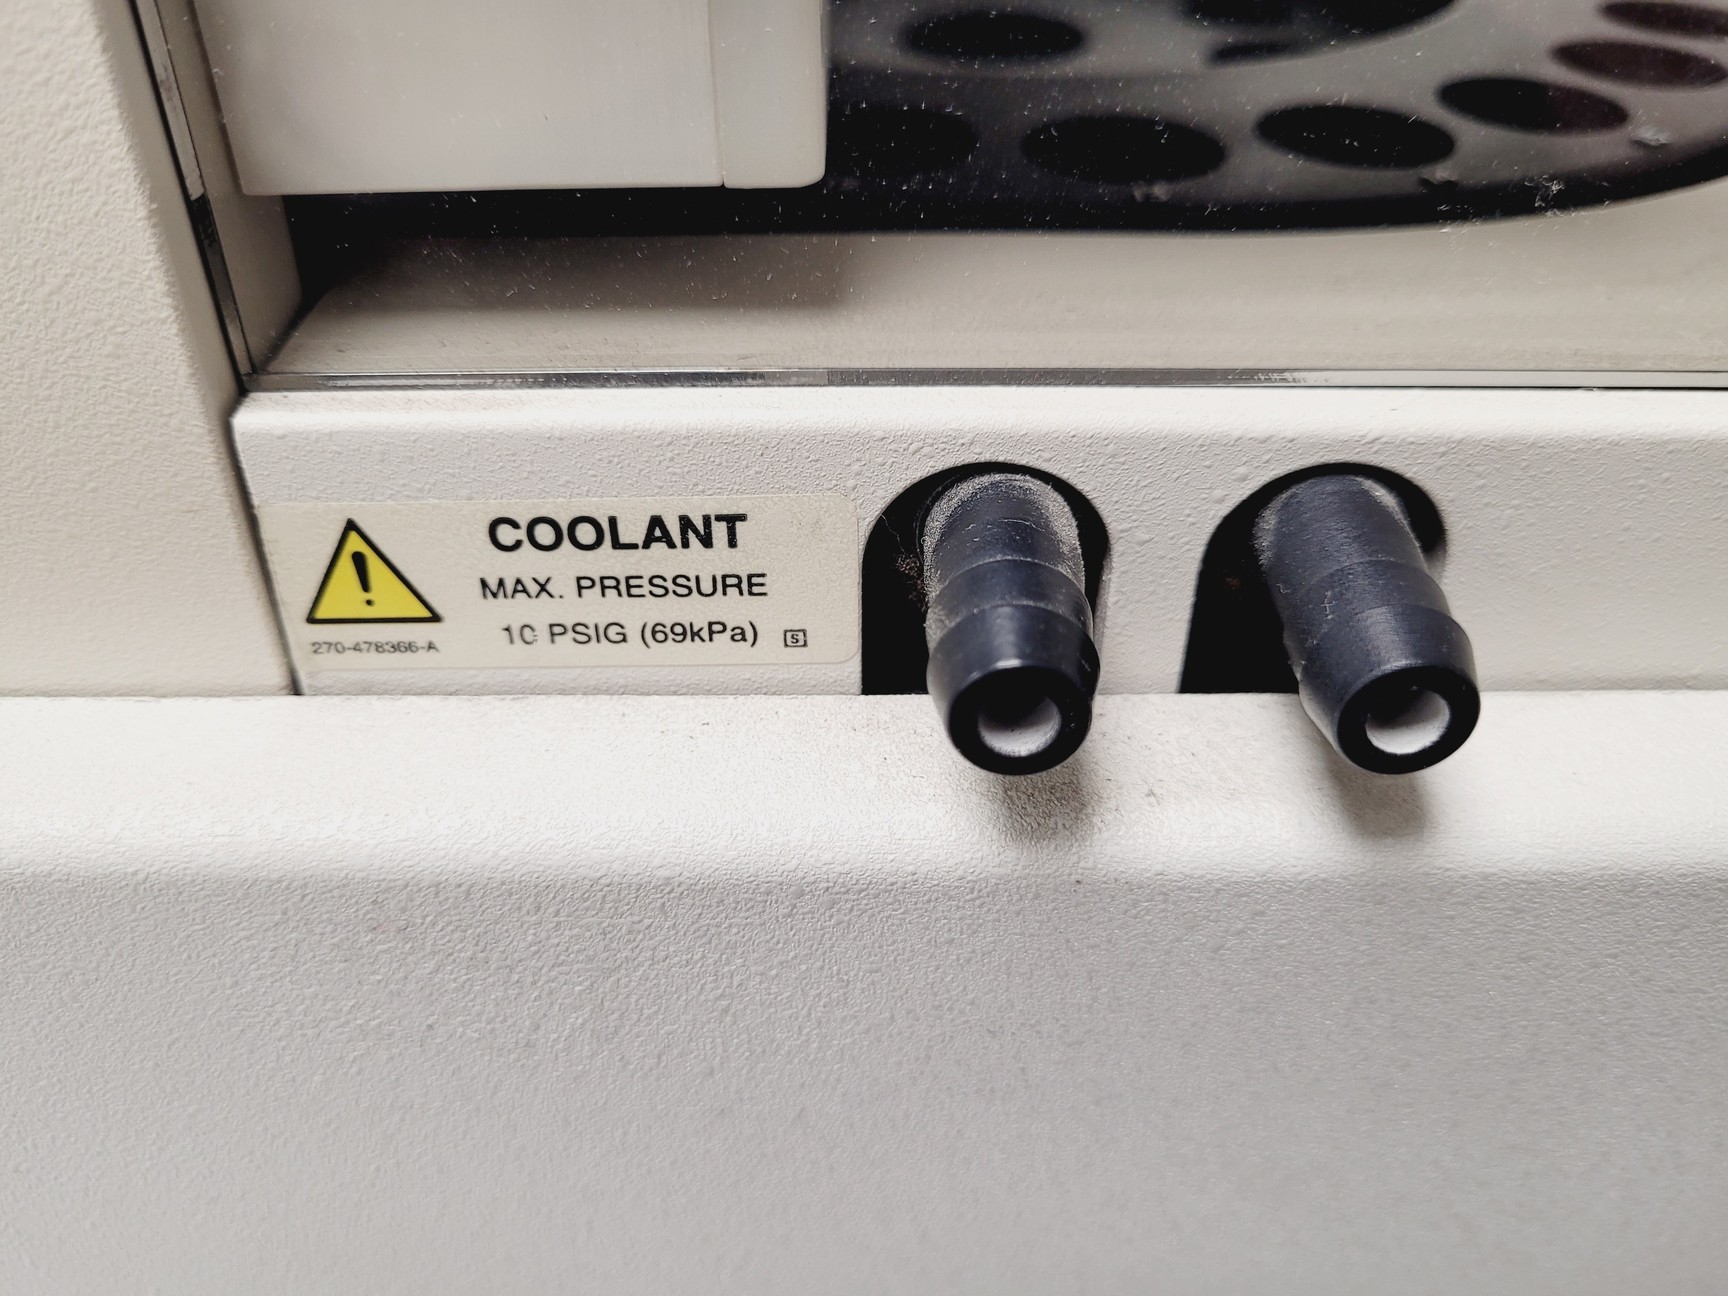 COOLANT
MAX. PRESSURE
10 PSIG (69kPa) S
270-478366-A